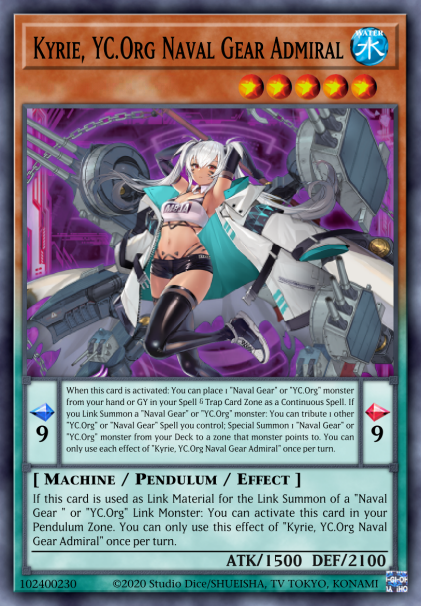 Kyrie, YC.Org Naval Gear Admiral
WATER
水
When this card is activated: You can place 1 "Naval Gear" or "YC.Org" monster
from your hand or GY in your Spell & Trap Card Zone as a Continuous Spell. If
you Link Summon a "Naval Gear" or "YC.Org" monster: You can tribute 1 other
"YC.Org" or "Naval Gear" Spell you control; Special Summon 1 "Naval Gear" or
"YC.Org" monster from your Deck to a zone that monster points to. You can
only use each effect of "Kyrie, YC.Org Naval Gear Admiral" once per turn.
9
9
[ Machine / Pendulum / Effect ]
If this card is used as Link Material for the Link Summon of a "Naval
Gear " or "YC.Org" Link Monster: You can activate this card in your
Pendulum Zone. You can only use this effect of "Kyrie, YC.Org Naval
Gear Admiral" once per turn.
ATK/1500 DEF/2100
102400230
©2020 Studio Dice/SHUEISHA, TV TOKYO, KONAMI